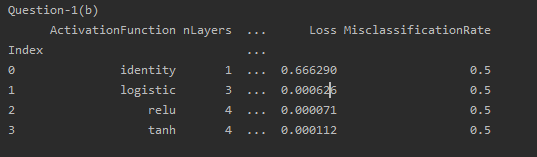 Question-1(b)
ActivationFunction nLayers ... Loss MisclassificationRate
Index ...
0 identity 1 ... 0.666290 0.5
1 logistic 3 ... 0.000626 0.5
2 relu 4 ... 0.000071 0.5
3 tanh 4 ... 0.000112 0.5